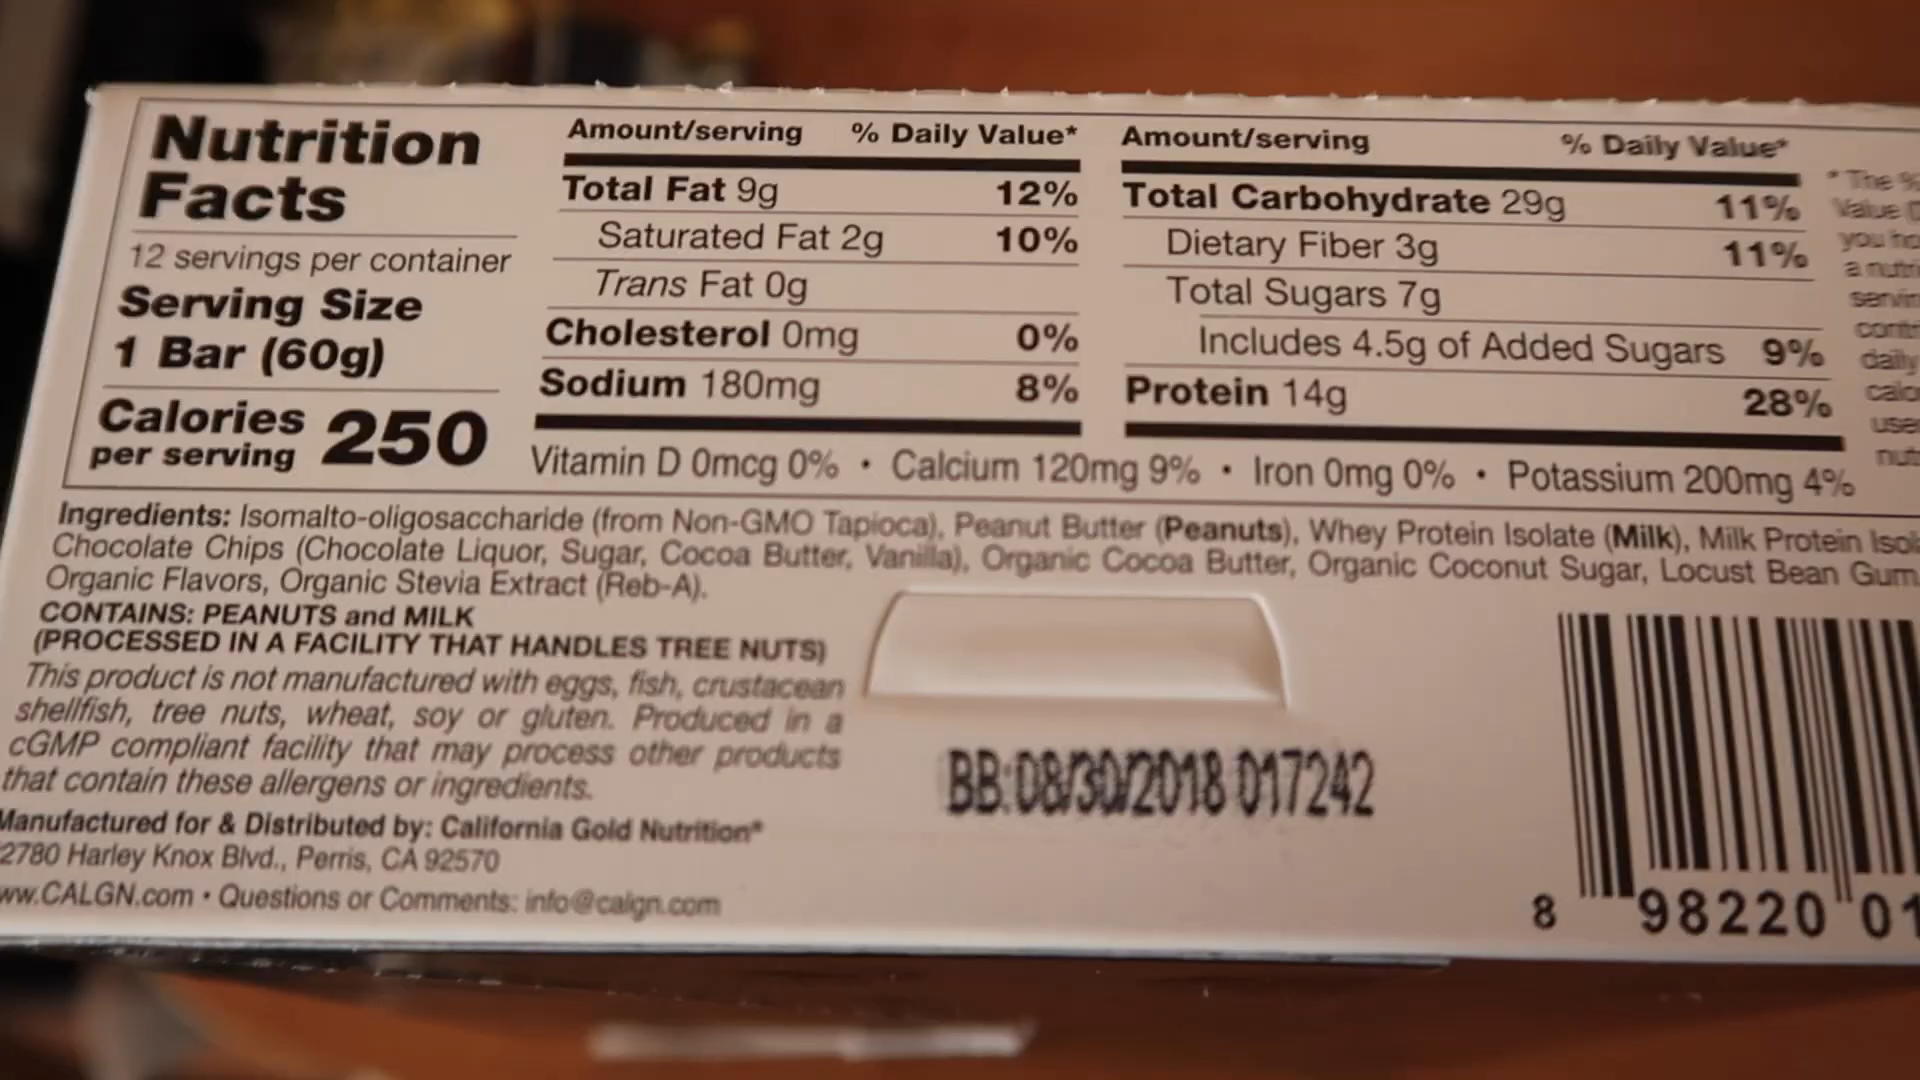 Nutrition
Facts
12 servings per container
Serving Size
1 Bar (60g)
Calories
per serving 250
Amount/serving % Daily Value*
Total Fat 9g 12%
Saturated Fat 2g 10%
Trans Fat 0g
Cholesterol 0mg 0%
Sodium 180mg 8%
Amount/serving % Daily Value*
Total Carbohydrate 29g 11%
Dietary Fiber 3g 11%
Total Sugars 7g
Includes 4.5g of Added Sugars 9%
Protein 14g 28%
Vitamin D 0mcg 0% • Calcium 120mg 9% • Iron 0mg 0% • Potassium 200mg 4%
* The %
Value
you
a
daily
Ingredients: Isomalto-oligosaccharide (from Non-GMO Tapioca), Peanut Butter (Peanuts), Whey Protein Isolate (Milk), Milk Protein Isol
Chocolate Chips (Chocolate Liquor, Sugar, Cocoa Butter, Vanilla), Organic Cocoa Butter, Organic Coconut Sugar, Locust Bean Gum
Organic Flavors, Organic Stevia Extract (Reb-A).
CONTAINS: PEANUTS and MILK
(PROCESSED IN A FACILITY THAT HANDLES TREE NUTS)
This product is not manufactured with eggs, fish, crustacean
shellfish, tree nuts, wheat, soy or gluten. Produced in a
cGMP compliant facility that may process other products
that contain these allergens or ingredients.
Manufactured for & Distributed by: California Gold Nutrition®
2780 Harley Knox Blvd., Perris, CA 92570
ww.CALGN.com • Questions or Comments: info@calgn.com
BB:08/30/2018 017242
8 98220 01